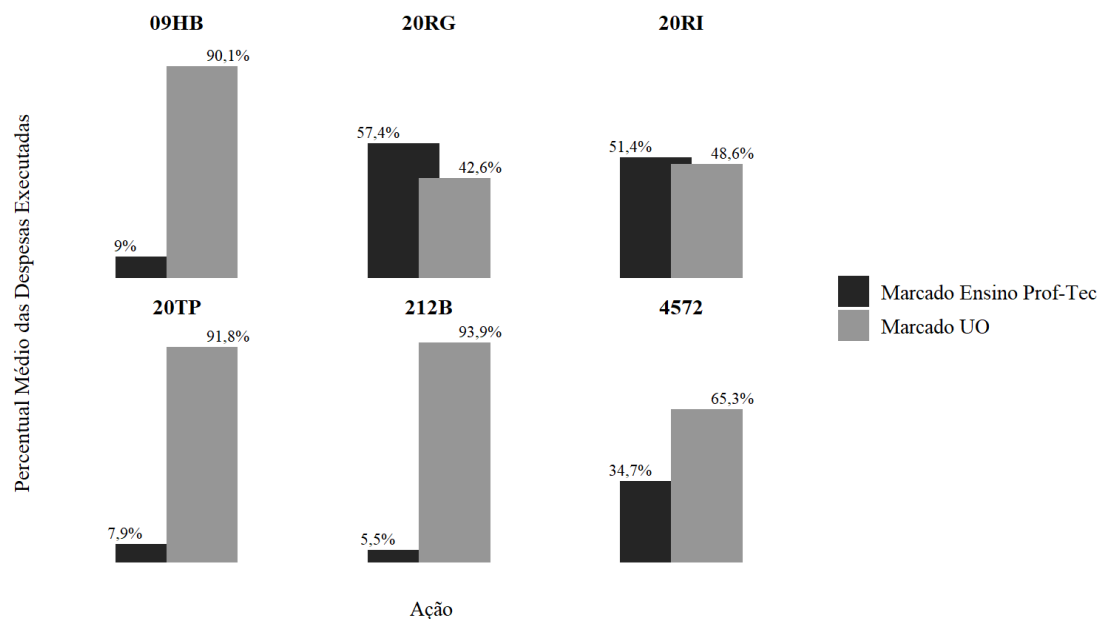 Percentual Médio das Despesas Executadas
09HB
90,1%
9%
20RG
57,4%
42,6%
20RI
51,4%
48,6%
20TP
91,8%
7,9%
212B
93,9%
5,5%
4572
65,3%
34,7%
Ação
Marcado Ensino Prof-Tec
Marcado UO